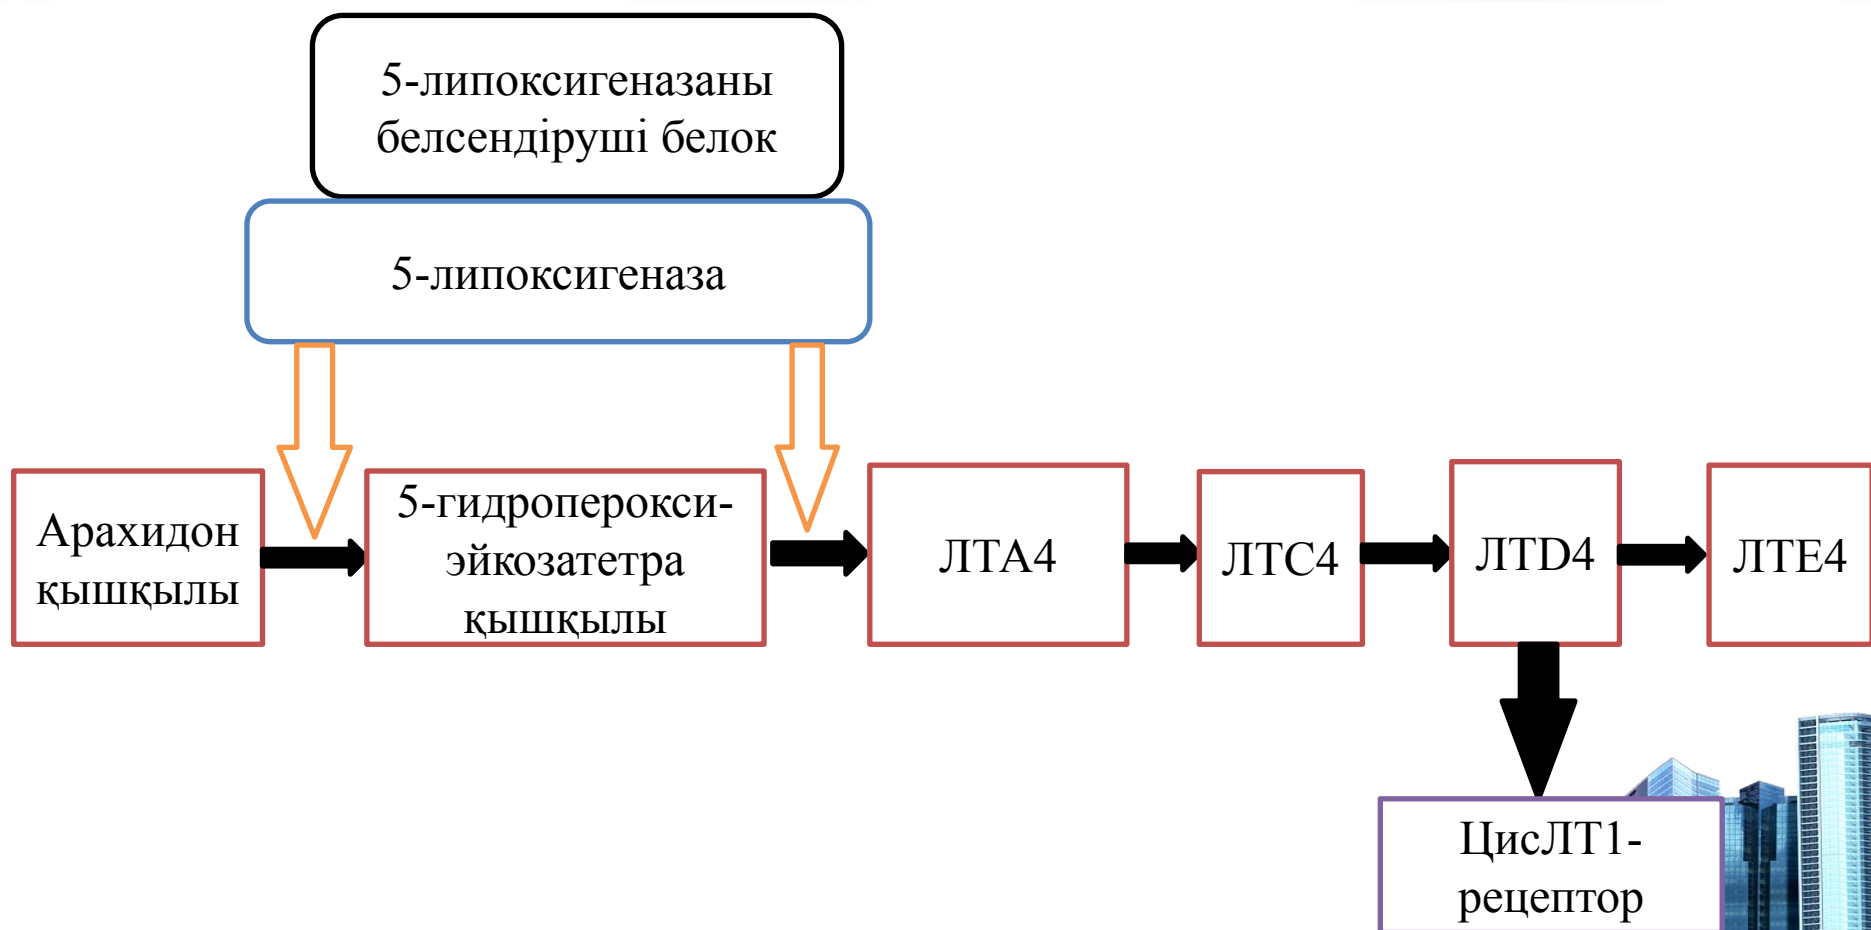 5-липоксигеназаны
белсендіруші белок
5-липоксигеназа
Арахидон
қышқылы
5-гидроперокси-
эйкозатетра
қышқылы
ЛТА4
ЛТС4
ЛТD4
ЛТЕ4
ЦисЛТ1-
рецептор